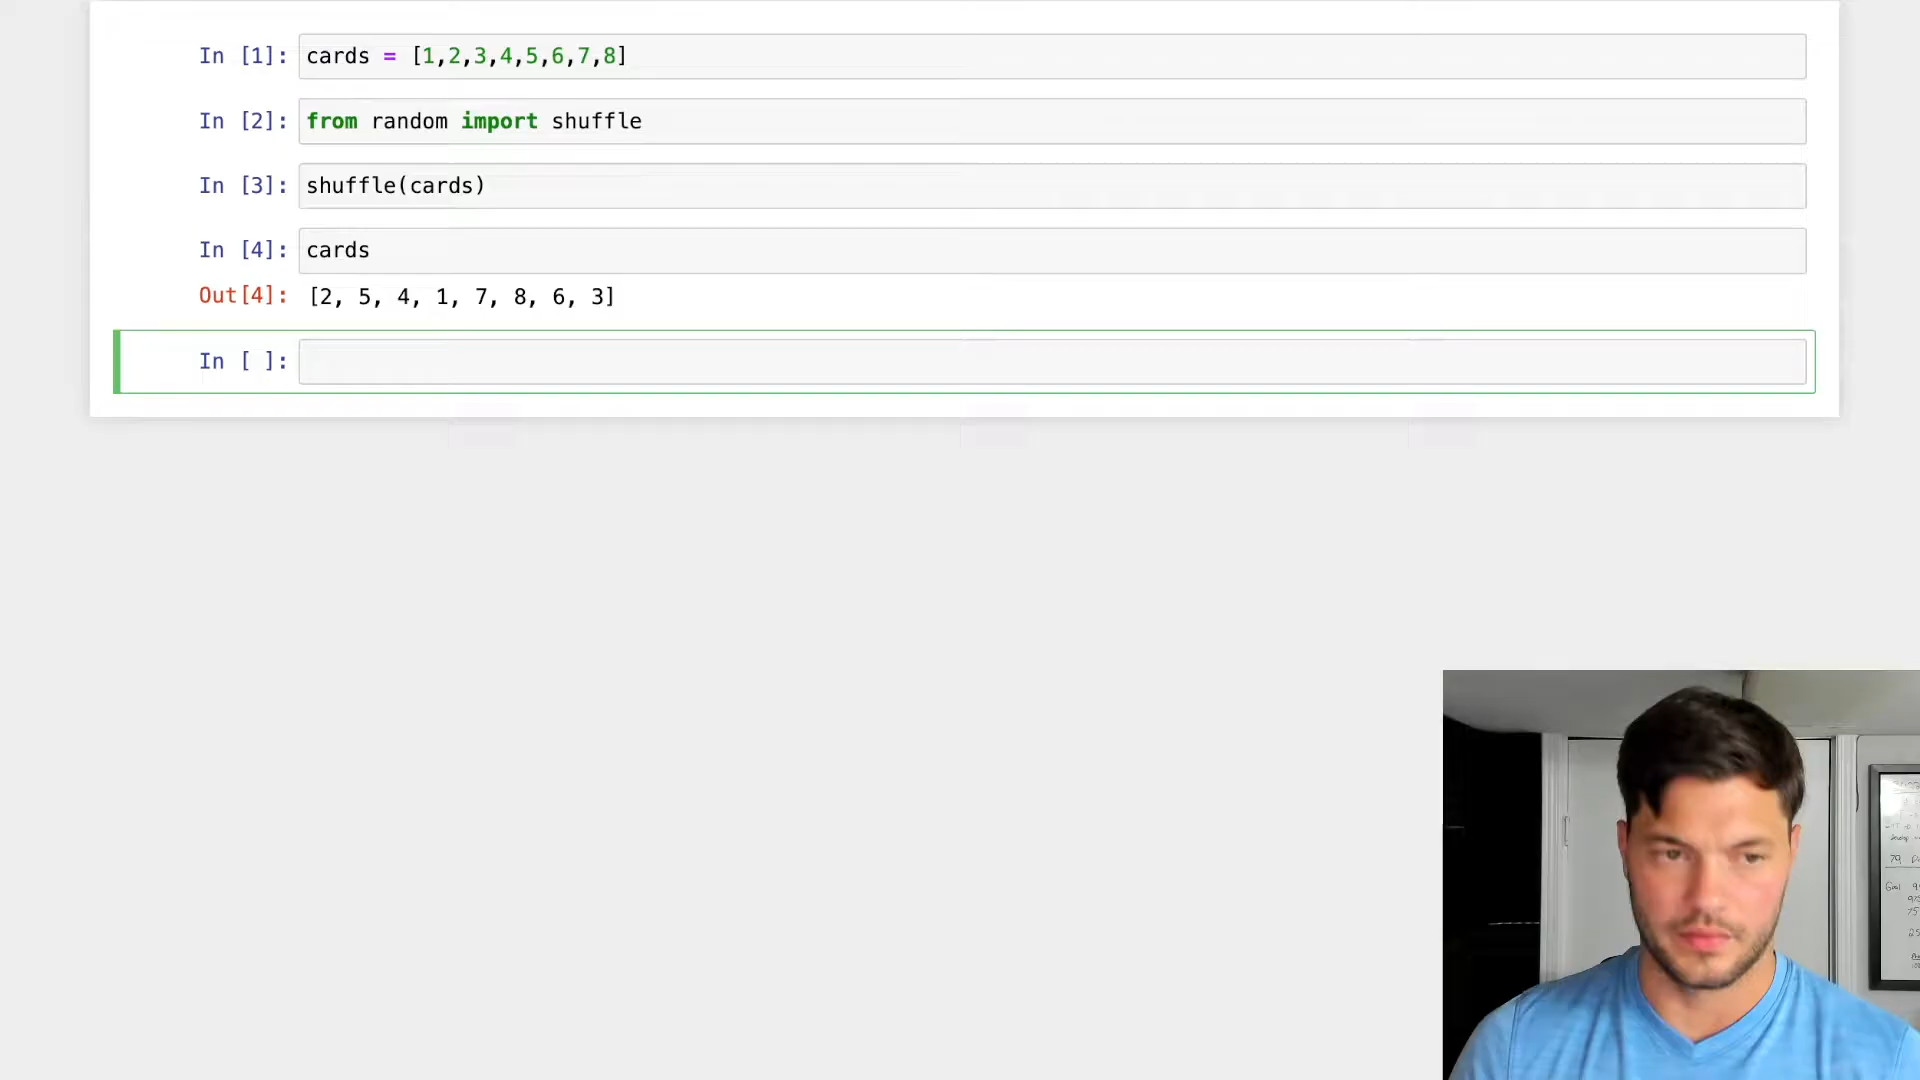 In [1]: cards = [1,2,3,4,5,6,7,8]
In [2]: from random import shuffle
In [3]: shuffle(cards)
In [4]: cards
Out[4]: [2, 5, 4, 1, 7, 8, 6, 3]
In [ ]:
Goal